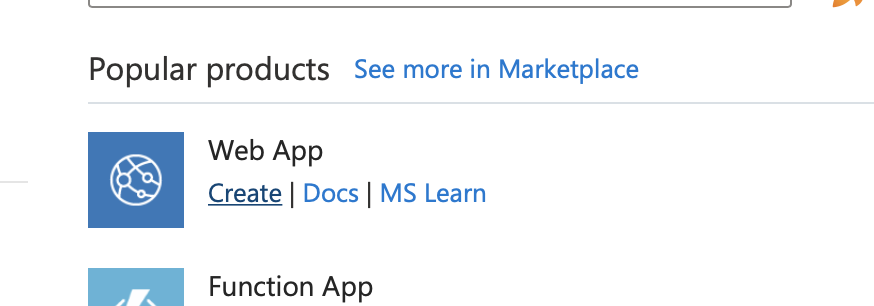 Popular products See more in Marketplace
Web App
Create | Docs | MS Learn
Function App